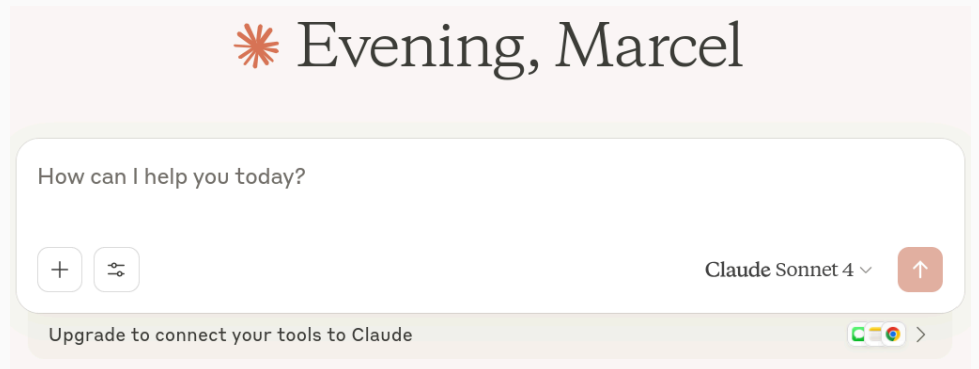 Evening, Marcel
How can I help you today?
Claude Sonnet 4
Upgrade to connect your tools to Claude